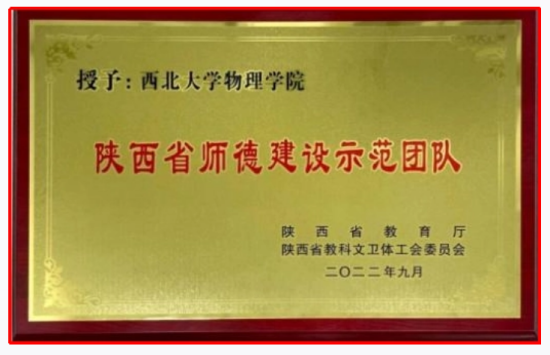 授予：西北大学物理学院
陕西省师德建设示范团队
陕西省教育厅
陕西省教科文卫体工会委员会
二〇二二年九月